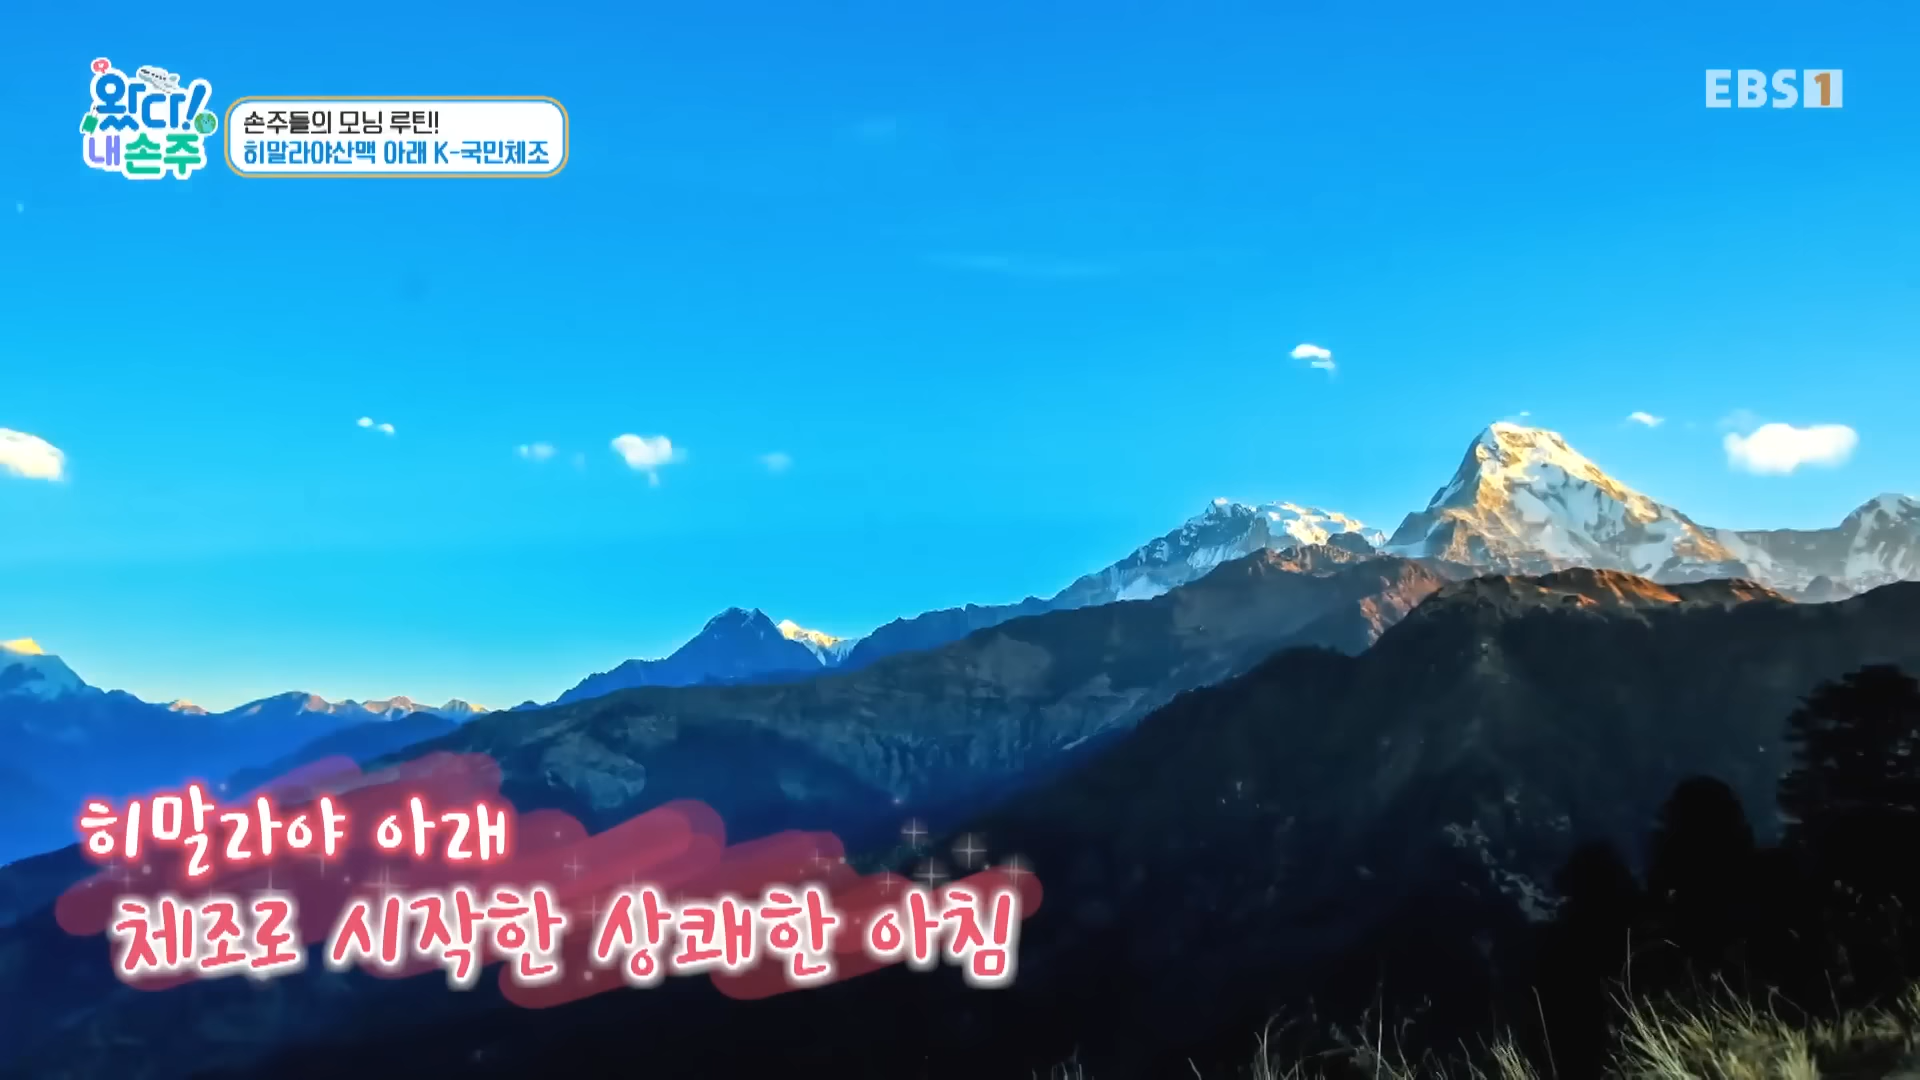 왔다!
내손주
손주들의 모닝 루틴!
히말라야산맥 아래 K-국민체조
EBS1
히말라야 아래
체조로 시작한 상쾌한 아침